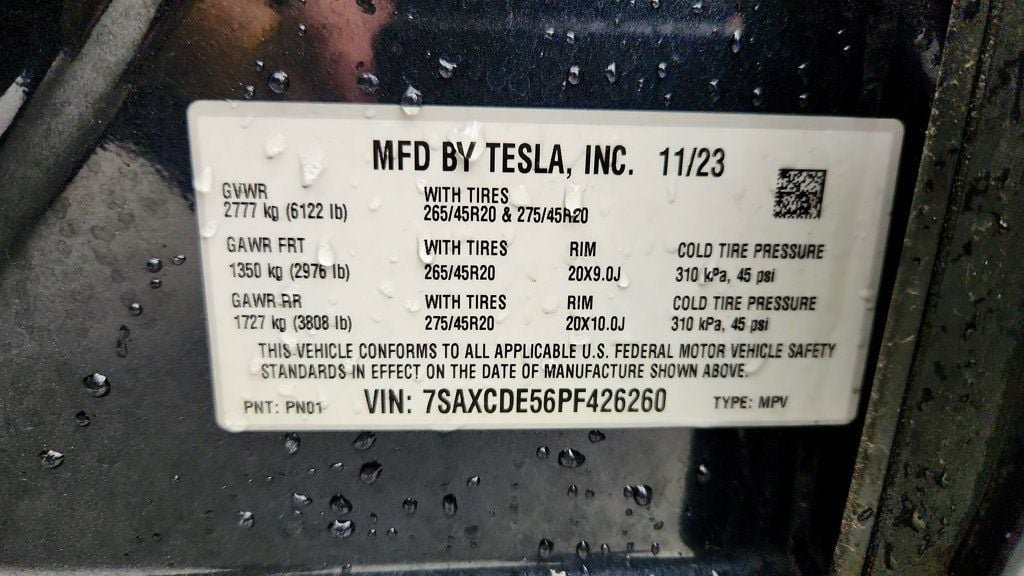 MFD BY TESLA, INC. 11/23
GVWR WITH TIRES
2777 kg (6122 lb) 265/45R20 & 275/45R20
GAWR FRT WITH TIRES RIM COLD TIRE PRESSURE
1350 kg (2976 lb) 265/45R20 20X9.0J 310 kPa, 45 psi
GAWR RR WITH TIRES RIM COLD TIRE PRESSURE
1727 kg (3808 lb) 275/45R20 20X10.0J 310 kPa, 45 psi
THIS VEHICLE CONFORMS TO ALL APPLICABLE U.S. FEDERAL MOTOR VEHICLE SAFETY
STANDARDS IN EFFECT ON THE DATE OF MANUFACTURE SHOWN ABOVE.
PNT: PN01 VIN: 7SAXCDE56PF426260 TYPE: MPV